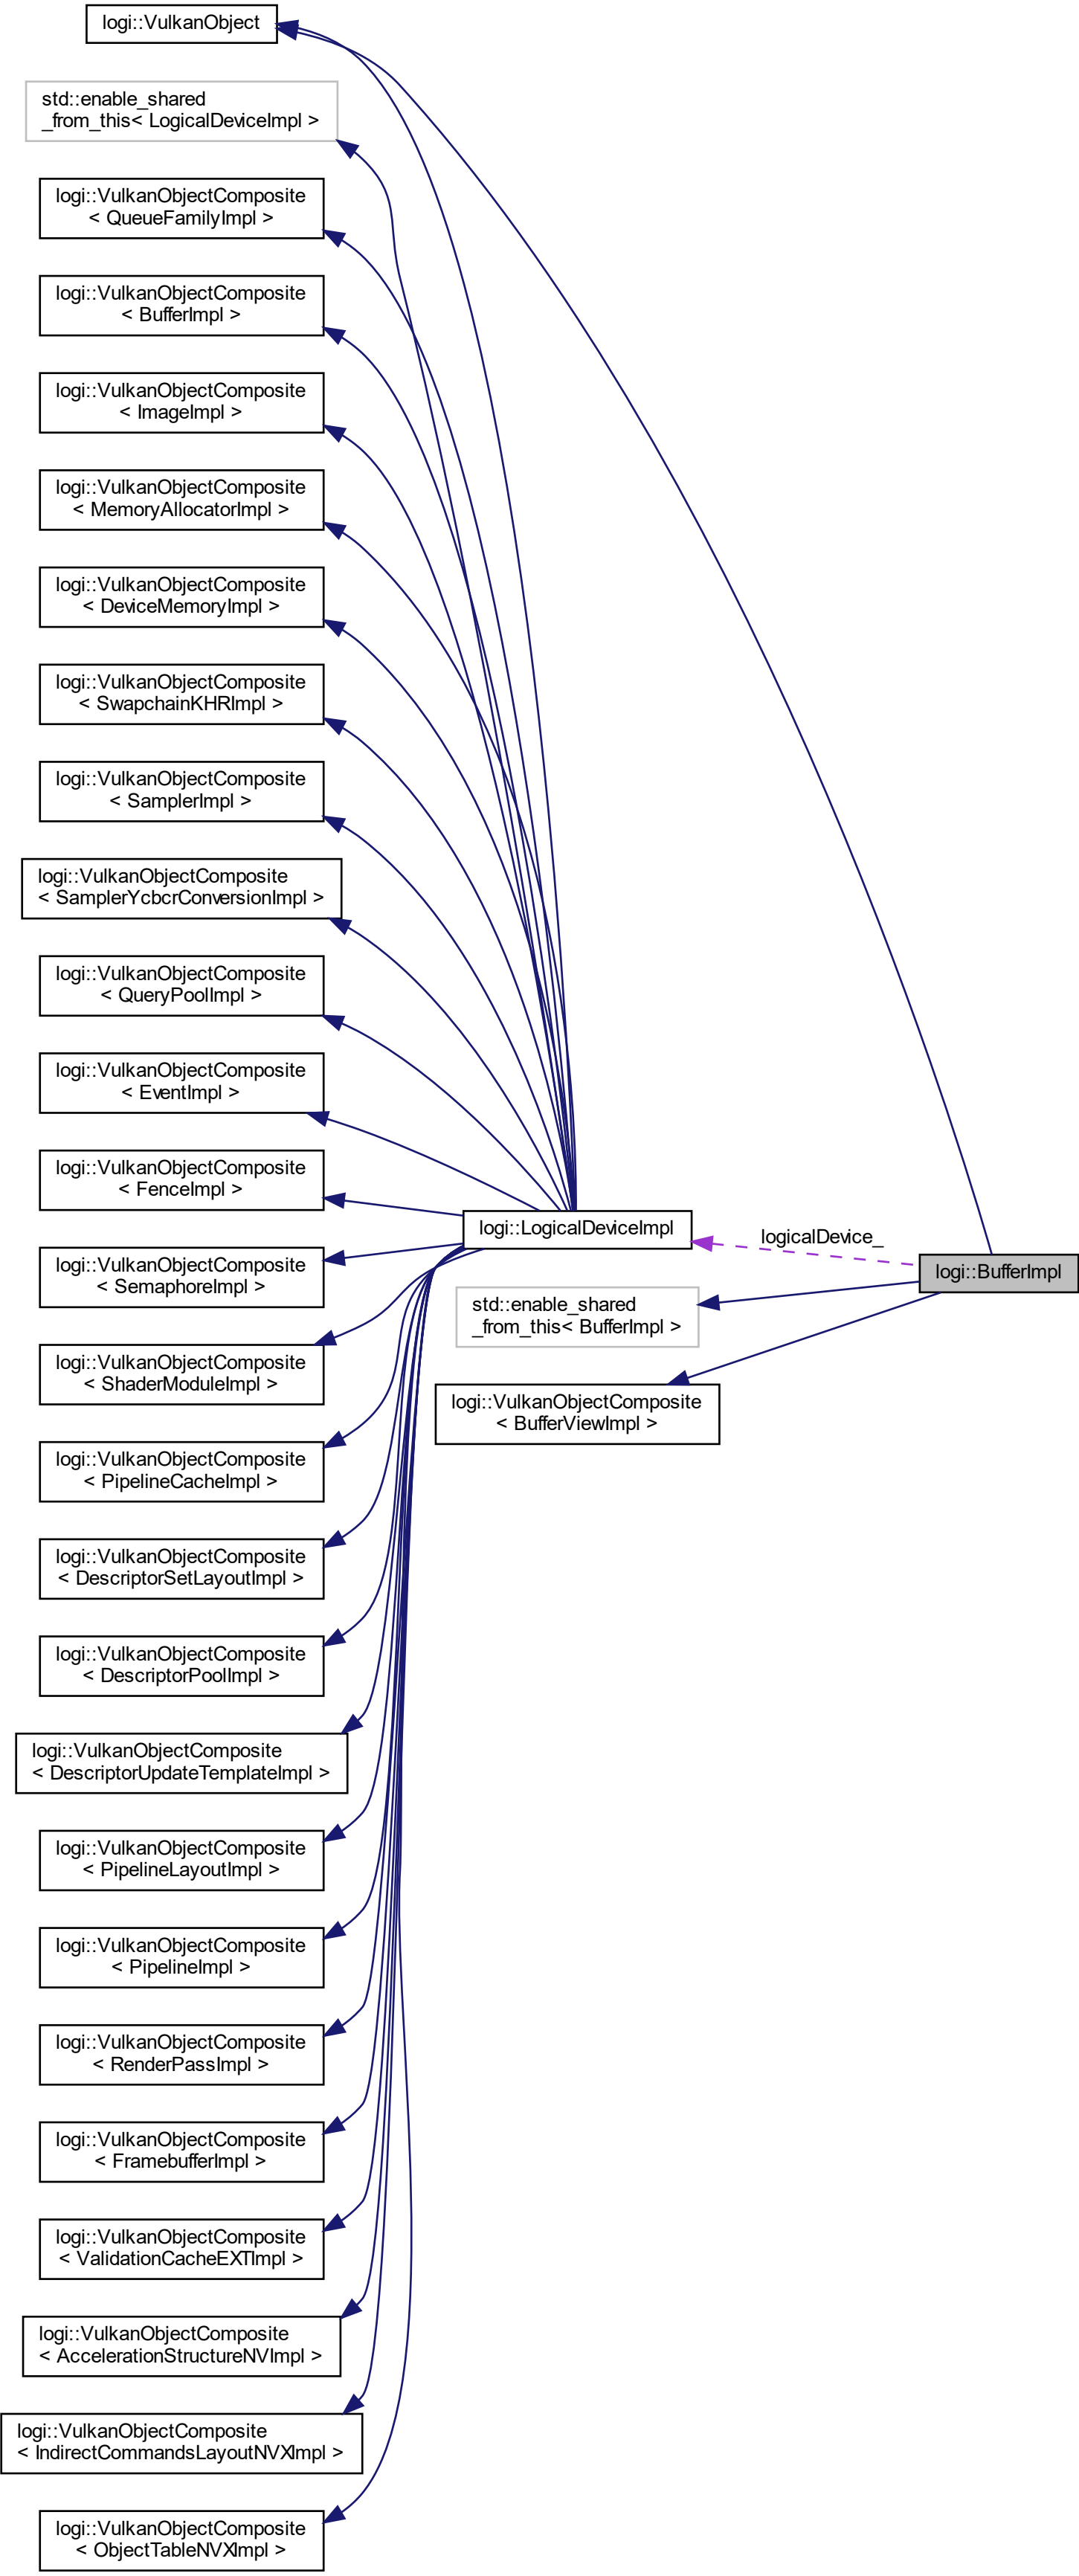 logi::VulkanObject
std::enable_shared
_from_this< LogicalDeviceImpl >
logi::VulkanObjectComposite
< QueueFamilyImpl >
logi::VulkanObjectComposite
< BufferImpl >
logi::VulkanObjectComposite
< ImageImpl >
logi::VulkanObjectComposite
< MemoryAllocatorImpl >
logi::VulkanObjectComposite
< DeviceMemoryImpl >
logi::VulkanObjectComposite
< SwapchainKHRImpl >
logi::VulkanObjectComposite
< SamplerImpl >
logi::VulkanObjectComposite
< SamplerYcbcrConversionImpl >
logi::VulkanObjectComposite
< QueryPoolImpl >
logi::VulkanObjectComposite
< EventImpl >
logi::VulkanObjectComposite
< FenceImpl >
logi::VulkanObjectComposite
< SemaphoreImpl >
logi::VulkanObjectComposite
< ShaderModuleImpl >
logi::VulkanObjectComposite
< PipelineCacheImpl >
logi::VulkanObjectComposite
< DescriptorSetLayoutImpl >
logi::VulkanObjectComposite
< DescriptorPoolImpl >
logi::VulkanObjectComposite
< DescriptorUpdateTemplateImpl >
logi::VulkanObjectComposite
< PipelineLayoutImpl >
logi::VulkanObjectComposite
< PipelineImpl >
logi::VulkanObjectComposite
< RenderPassImpl >
logi::VulkanObjectComposite
< FramebufferImpl >
logi::VulkanObjectComposite
< ValidationCacheEXTImpl >
logi::VulkanObjectComposite
< AccelerationStructureNVImpl >
logi::VulkanObjectComposite
< IndirectCommandsLayoutNVXImpl >
logi::VulkanObjectComposite
< ObjectTableNVXImpl >
logi::LogicalDeviceImpl
std::enable_shared
_from_this< BufferImpl >
logi::VulkanObjectComposite
< BufferViewImpl >
logicalDevice_
logi::BufferImpl